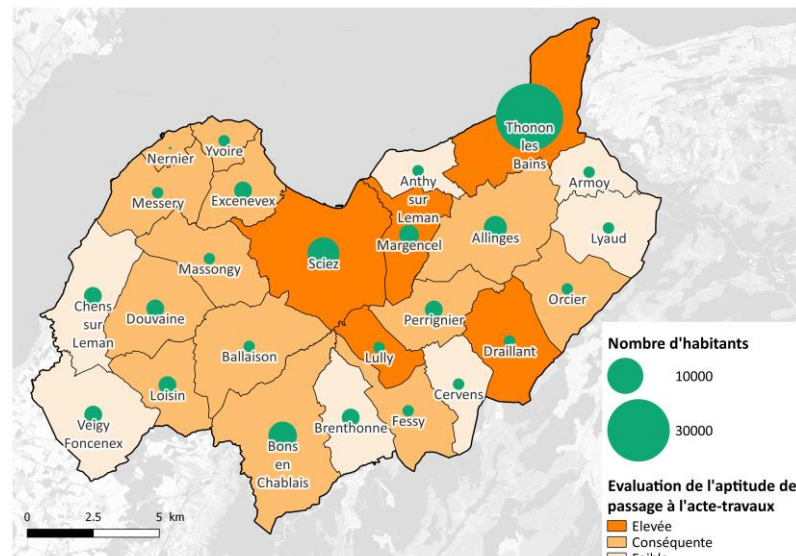 Thonon
les
Bains
Nernier
Yvoire
Messery
Excenevex
Anthy
sur
Leman
Armoy
Margencel
Allinges
Lyaud
Sciez
Massongy
Chens
sur
Leman
Douvaine
Orcier
Perrignier
Ballaison
Lully
Draillant
Loisin
Cervens
Veigy
Foncenex
Bons
en
Chablais
Brenthonne
Fessy
0 2.5 5 km
Nombre d'habitants
10000
30000
Evaluation de l'aptitude de
passage à l'acte-travaux
Elevée
Conséquente